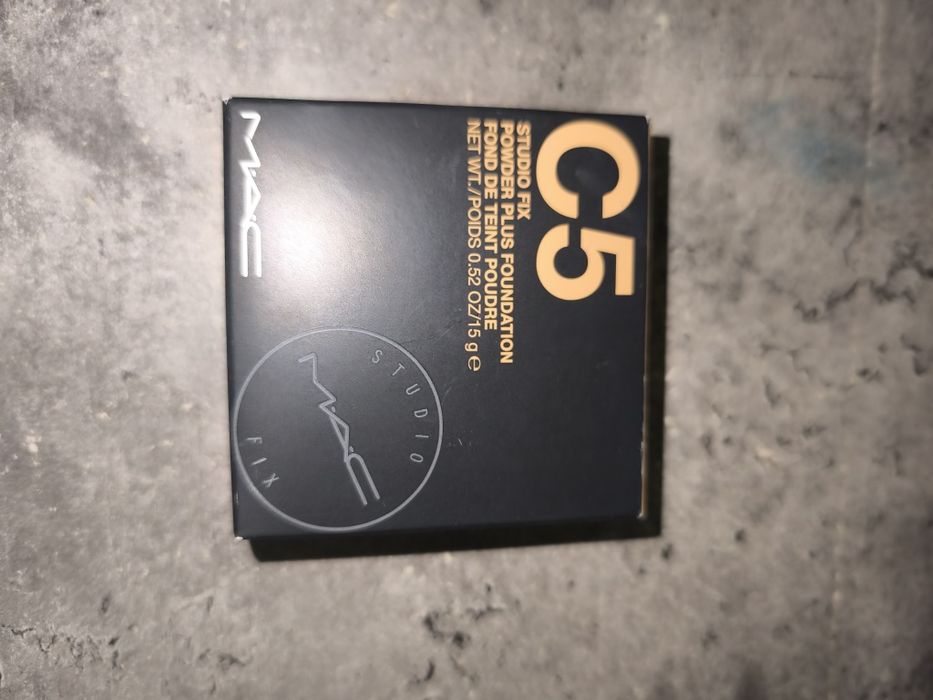 C5
STUDIO FIX
POWDER PLUS FOUNDATION
FOND DE TEINT POUDRE
NET WT./POIDS 0.52 OZ/15 g ℮
STUDIO
M·A·C
FIX
M·A·C